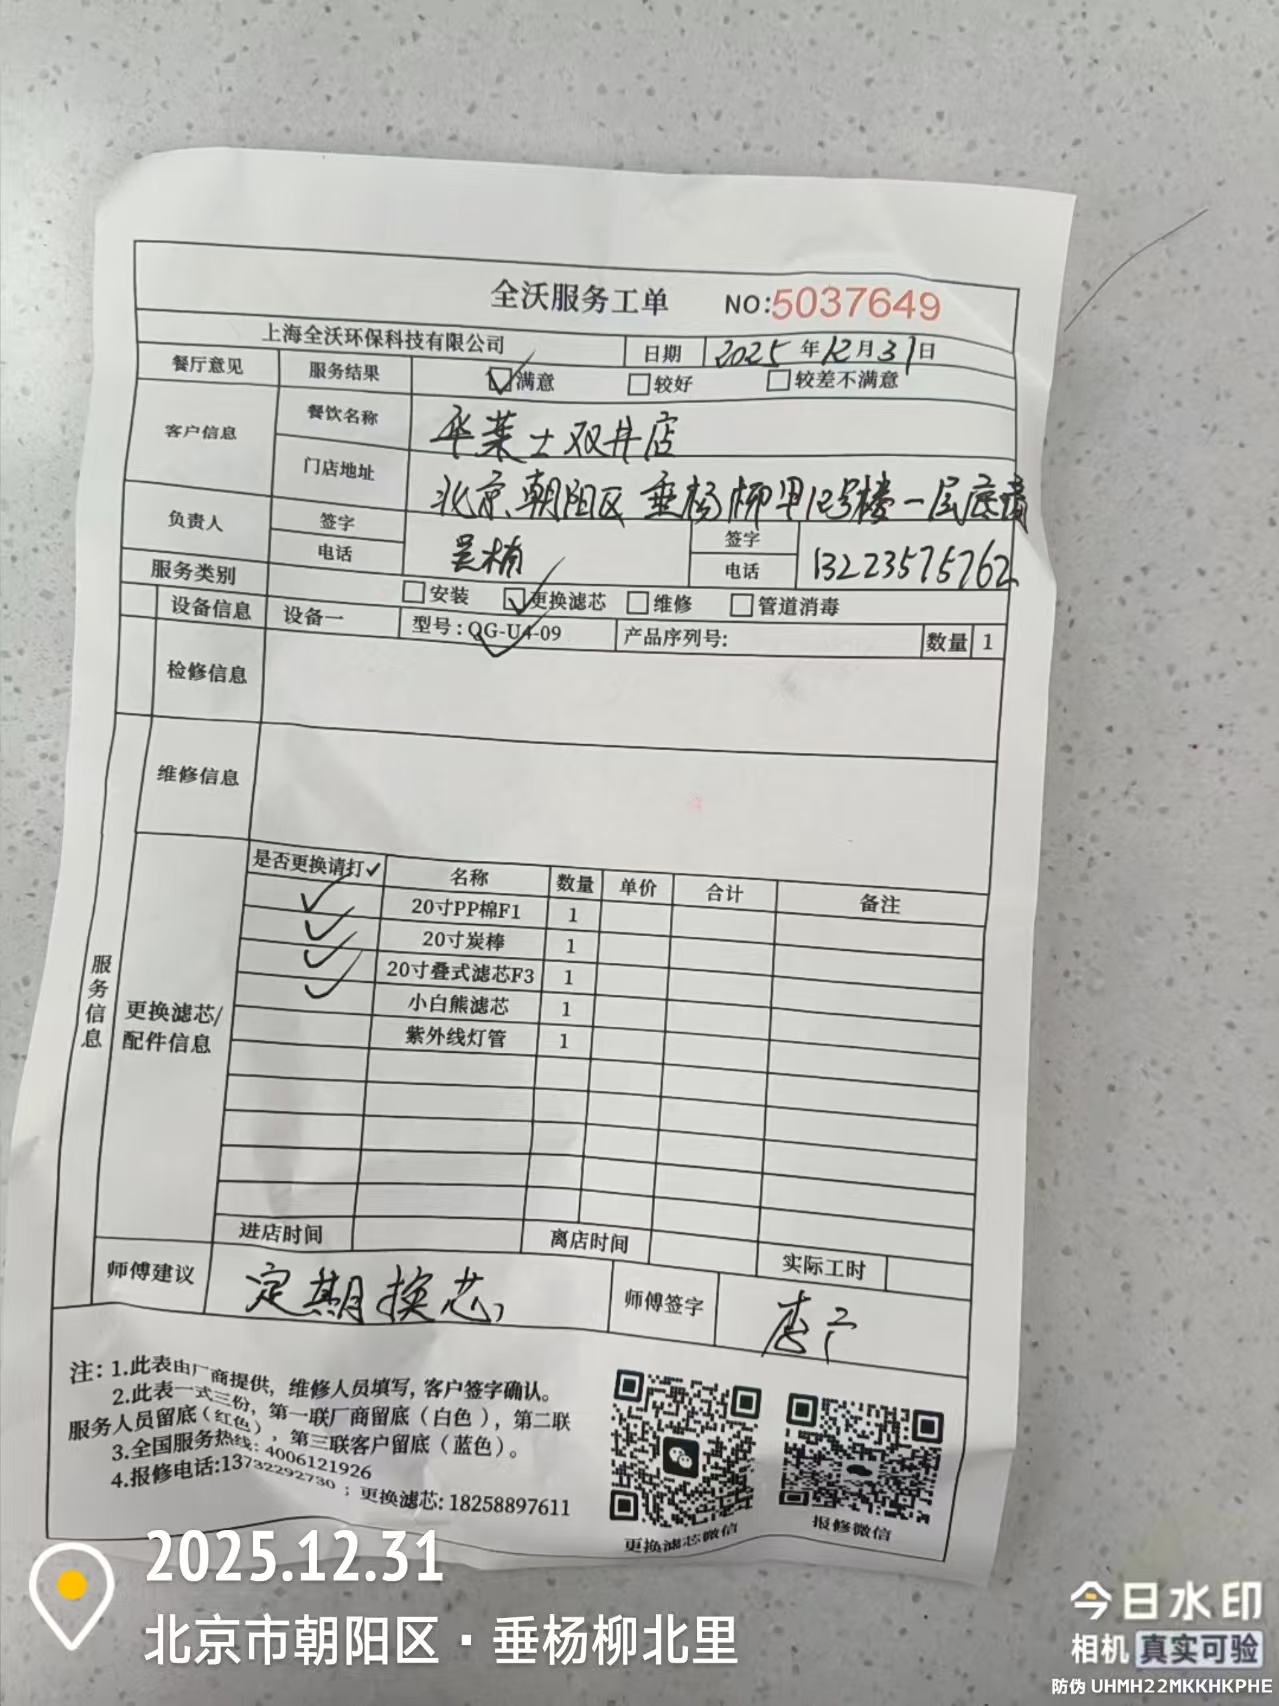 全沃服务工单 NO:5037649
上海全沃环保科技有限公司 日期 2025年12月31日
餐厅意见 服务结果 满意 较好 较差不满意
客户信息 餐饮名称 华莱士双井店
门店地址 北京朝阳区垂杨柳里12号楼一层底商
负责人 签字 吴楠 签字
电话 电话 13223575762
服务类别 安装 更换滤芯 维修 管道消毒
设备信息 设备一 型号:QG-U4-09 产品序列号: 数量 1
检修信息
维修信息
服务信息
更换滤芯/配件信息
是否更换请打✓ 名称 数量 单价 合计 备注
✓ 20寸PP棉F1 1
✓ 20寸炭棒 1
✓ 20寸叠式滤芯F3 1
✓ 小白熊滤芯 1
紫外线灯管 1
进店时间 离店时间 实际工时
师傅建议 定期换芯 师傅签字
注:1.此表由厂商提供,维修人员填写,客户签字确认。
2.此表一式三份,第一联厂商留底(白色),第二联
服务人员留底(红色),第三联客户留底(蓝色)。
3.全国服务热线:4006121926
4.报修电话:13732292730;更换滤芯:18258897611
更换滤芯微信 报修微信
2025.12.31
北京市朝阳区·垂杨柳北里
今日水印
相机 真实可验
防伪 UHMH22MKKHKPHE